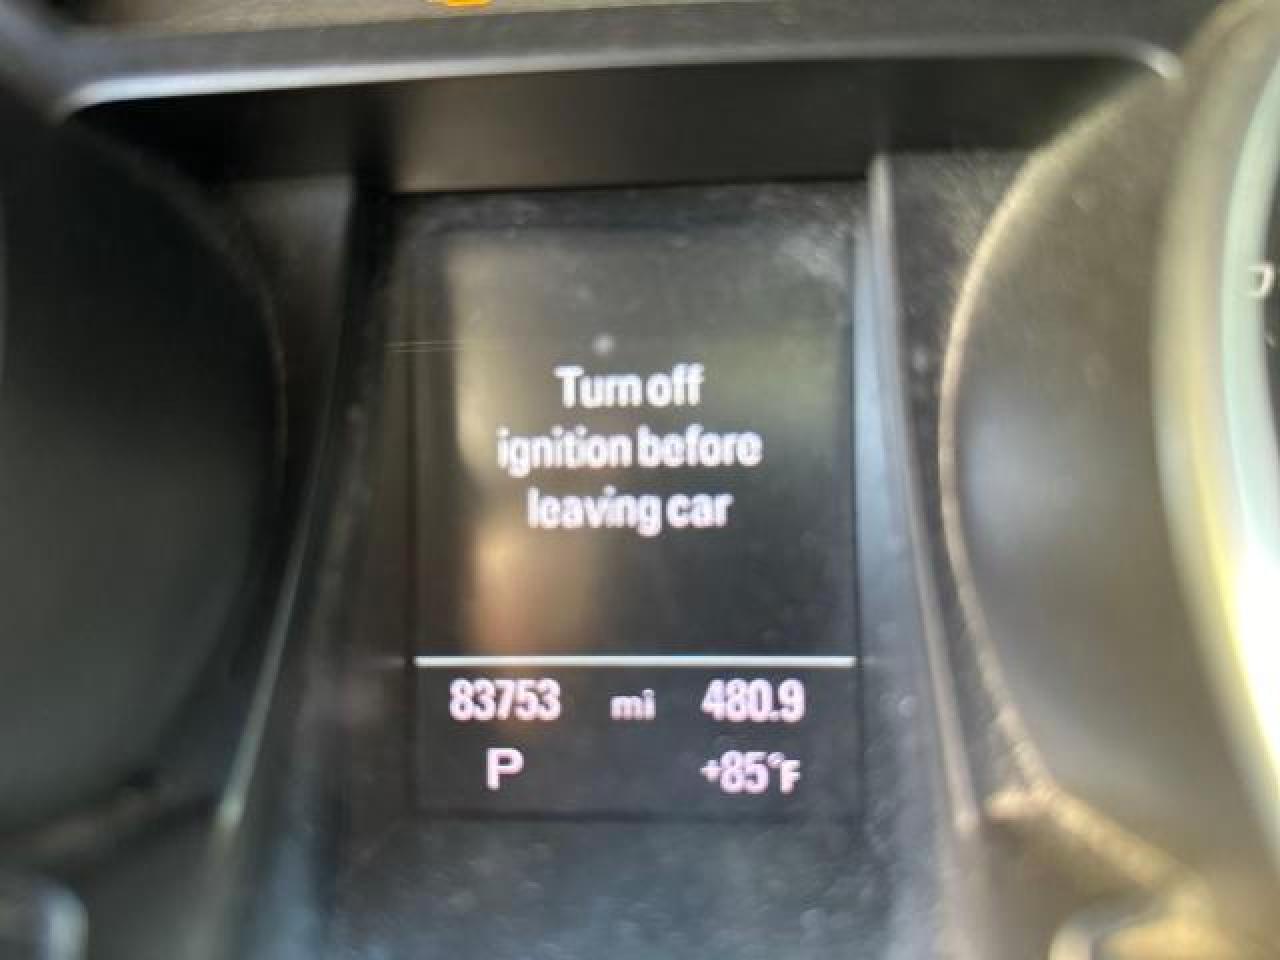 Turn off
ignition before
leaving car
83753 mi 480.9
P +85°F